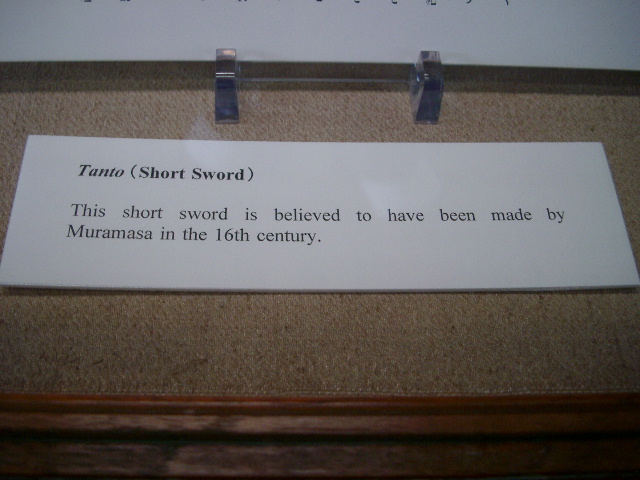 Tanto (Short Sword)
This short sword is believed to have been made by
Muramasa in the 16th century.